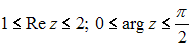 1 ≤ Re z ≤ 2; 0 ≤ arg z ≤ π/2